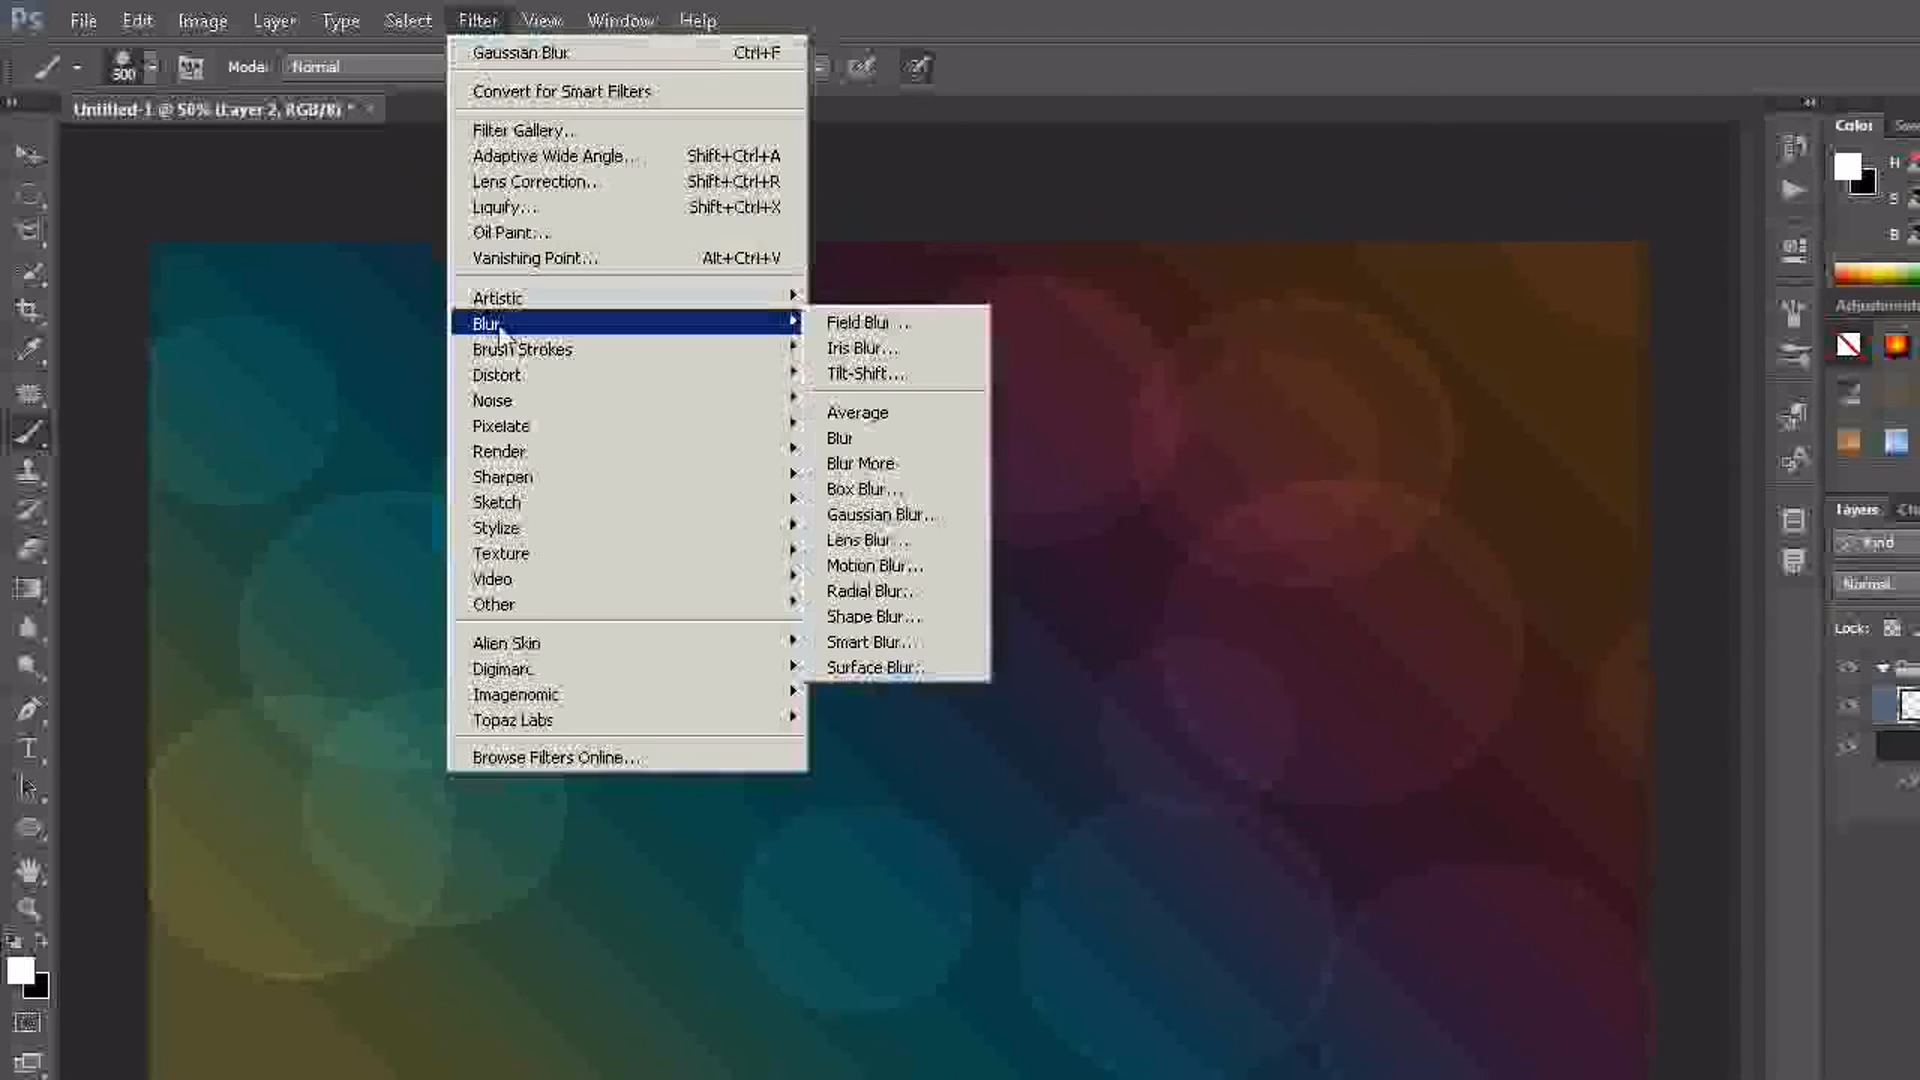 Ps File Edit Image Layer Type Select Filter View Window Help
300 Mode: Normal
Untitled-1 @ 50% (Layer 2, RGB/8) *
Gaussian Blur Ctrl+F
Convert for Smart Filters
Filter Gallery...
Adaptive Wide Angle... Shift+Ctrl+A
Lens Correction... Shift+Ctrl+R
Liquify... Shift+Ctrl+X
Oil Paint...
Vanishing Point... Alt+Ctrl+V
Artistic
Blur
Brush Strokes
Distort
Noise
Pixelate
Render
Sharpen
Sketch
Stylize
Texture
Video
Other
Alien Skin
Digimarc
Imagenomic
Topaz Labs
Browse Filters Online...
Field Blur...
Iris Blur...
Tilt-Shift...
Average
Blur
Blur More
Box Blur...
Gaussian Blur...
Lens Blur...
Motion Blur...
Radial Blur...
Shape Blur...
Smart Blur...
Surface Blur...
Color
H
S
B
Adjustments
Layers
Kind
Normal
Lock: